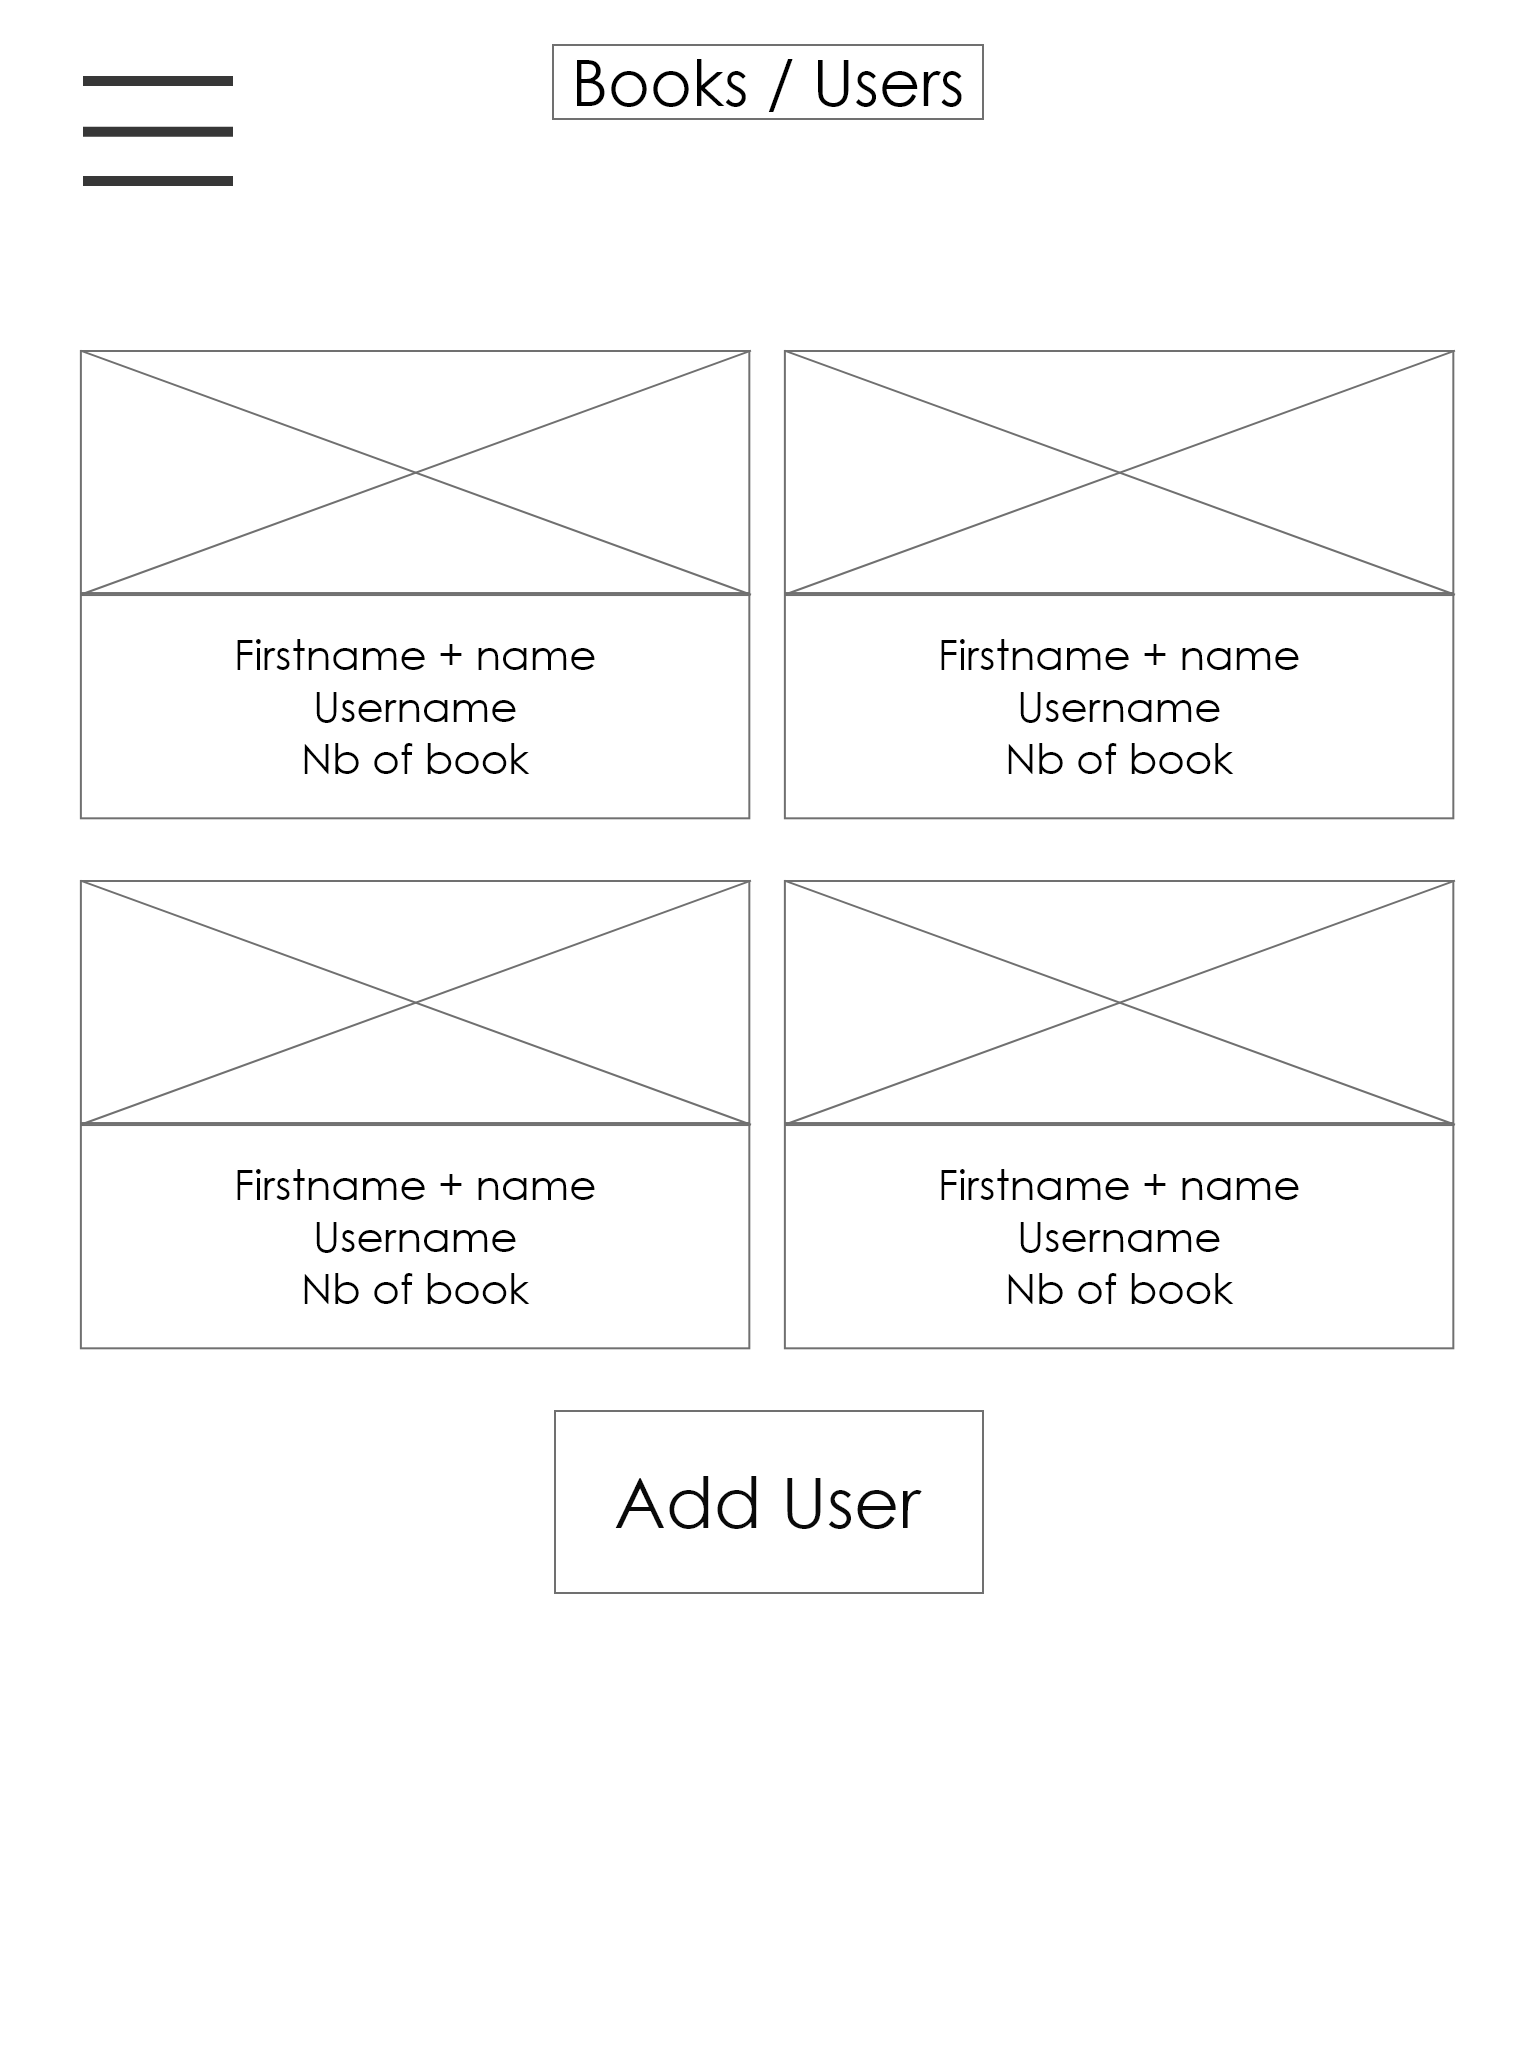 Books / Users
Firstname + name
Username
Nb of book
Firstname + name
Username
Nb of book
Firstname + name
Username
Nb of book
Firstname + name
Username
Nb of book
Add User